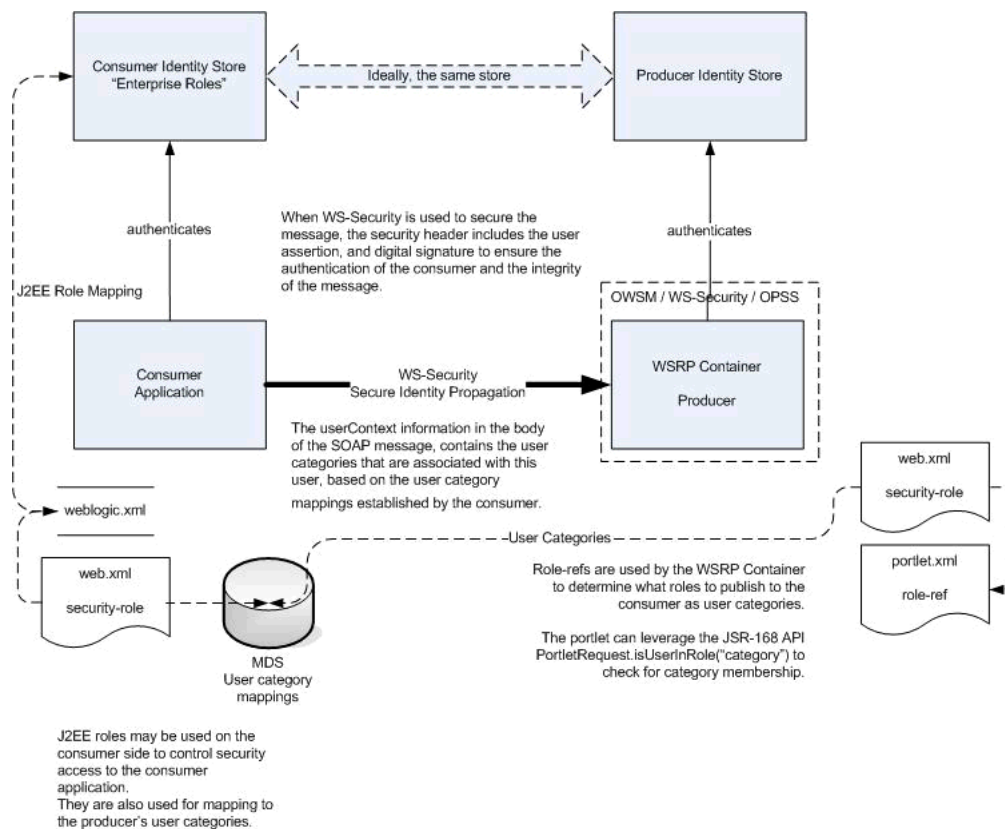 Consumer Identity Store
“Enterprise Roles”
Ideally, the same store
Producer Identity Store
authenticates
When WS-Security is used to secure the
message, the security header includes the user
assertion, and digital signature to ensure the
authentication of the consumer and the integrity
of the message.
authenticates
J2EE Role Mapping
OWSM / WS-Security / OPSS
Consumer
Application
WS-Security
Secure Identity Propagation
WSRP Container
Producer
The userContext information in the body
of the SOAP message, contains the user
categories that are associated with this
user, based on the user category
mappings established by the consumer.
web.xml
security-role
weblogic.xml
User Categories
web.xml
security-role
Role-refs are used by the WSRP Container
to determine what roles to publish to the
consumer as user categories.
portlet.xml
role-ref
The portlet can leverage the JSR-168 API
PortletRequest.isUserInRole(“category”) to
check for category membership.
MDS
User category
mappings
J2EE roles may be used on the
consumer side to control security
access to the consumer
application.
They are also used for mapping to
the producer’s user categories.